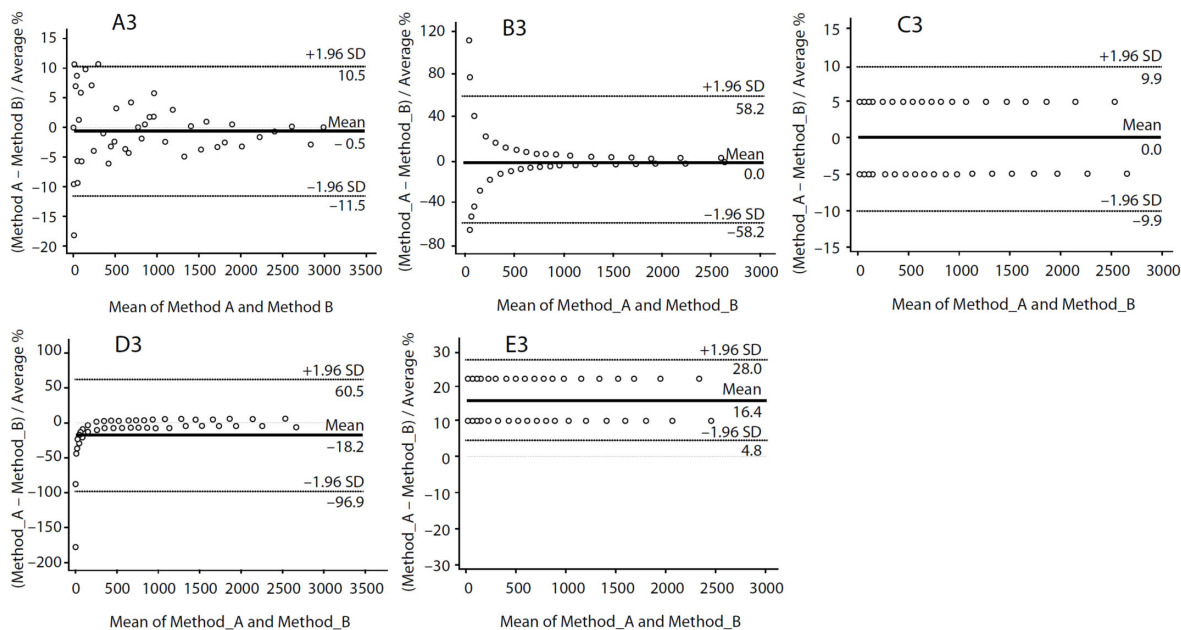 A3
(Method A – Method B) / Average %
15
10
5
0
–5
–10
–15
–20
+1.96 SD
10.5
Mean
– 0.5
–1.96 SD
–11.5
0 500 1000 1500 2000 2500 3000 3500
Mean of Method A and Method B
B3
(Method_A – Method_B) / Average %
120
80
40
0
–40
–80
+1.96 SD
58.2
Mean
0.0
–1.96 SD
–58.2
0 500 1000 1500 2000 2500 3000
Mean of Method_A and Method_B
C3
(Method_A – Method_B) / Average %
15
10
5
0
–5
–10
–15
+1.96 SD
9.9
Mean
0.0
–1.96 SD
–9.9
0 500 1000 1500 2000 2500 3000
Mean of Method_A and Method_B
D3
(Method_A – Method_B) / Average %
100
50
0
–50
–100
–150
–200
+1.96 SD
60.5
Mean
–18.2
–1.96 SD
–96.9
0 500 1000 1500 2000 2500 3000 3500
Mean of Method_A and Method_B
E3
(Method_A – Method_B) / Average %
30
20
10
0
–10
–20
–30
+1.96 SD
28.0
Mean
16.4
–1.96 SD
4.8
0 500 1000 1500 2000 2500 3000
Mean of Method_A and Method_B